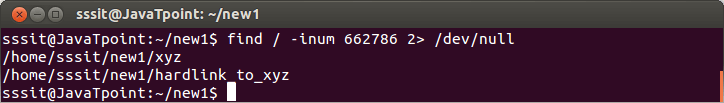 sssit@JavaTpoint: ~/new1
sssit@JavaTpoint:~/new1$ find / -inum 662786 2> /dev/null
/home/sssit/new1/xyz
/home/sssit/new1/hardlink_to_xyz
sssit@JavaTpoint:~/new1$